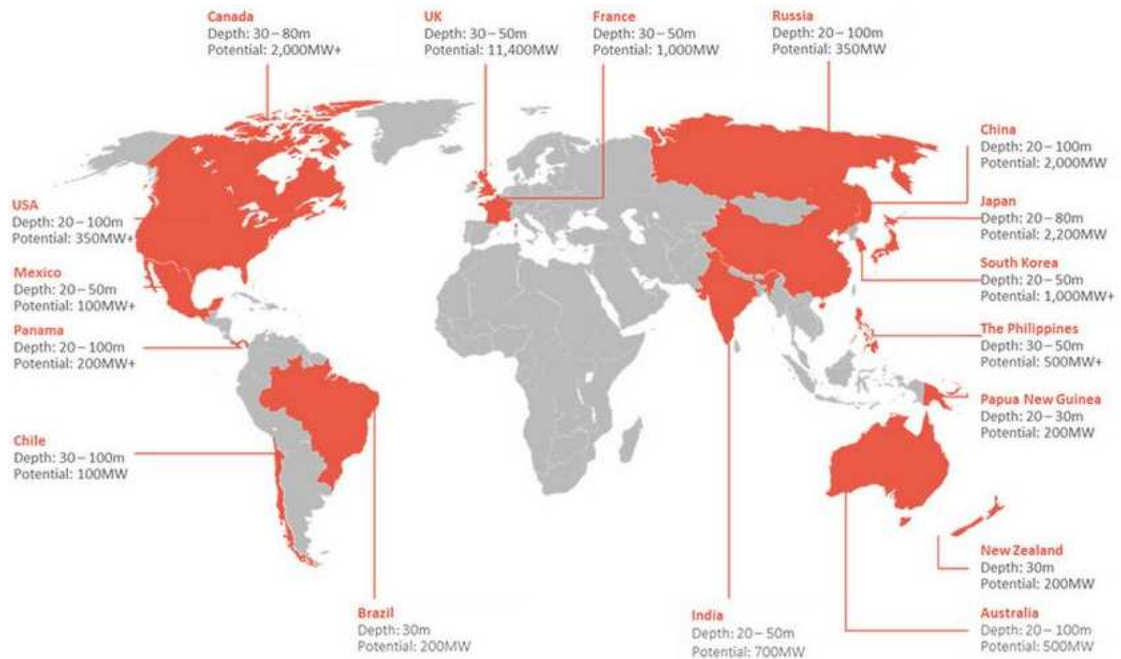 Canada
Depth: 30 – 80m
Potential: 2,000MW+
UK
Depth: 30 – 50m
Potential: 11,400MW
France
Depth: 30 – 50m
Potential: 1,000MW
Russia
Depth: 20 – 100m
Potential: 350MW
China
Depth: 20 – 100m
Potential: 2,000MW
USA
Depth: 20 – 100m
Potential: 350MW+
Japan
Depth: 20 – 80m
Potential: 2,200MW
Mexico
Depth: 20 – 50m
Potential: 100MW+
South Korea
Depth: 20 – 50m
Potential: 1,000MW+
Panama
Depth: 20 – 100m
Potential: 200MW+
The Philippines
Depth: 30 – 50m
Potential: 500MW+
Papua New Guinea
Depth: 20 – 30m
Potential: 200MW
Chile
Depth: 30 – 100m
Potential: 100MW
New Zealand
Depth: 30m
Potential: 200MW
Brazil
Depth: 30m
Potential: 200MW
India
Depth: 20 – 50m
Potential: 700MW
Australia
Depth: 20 – 100m
Potential: 500MW